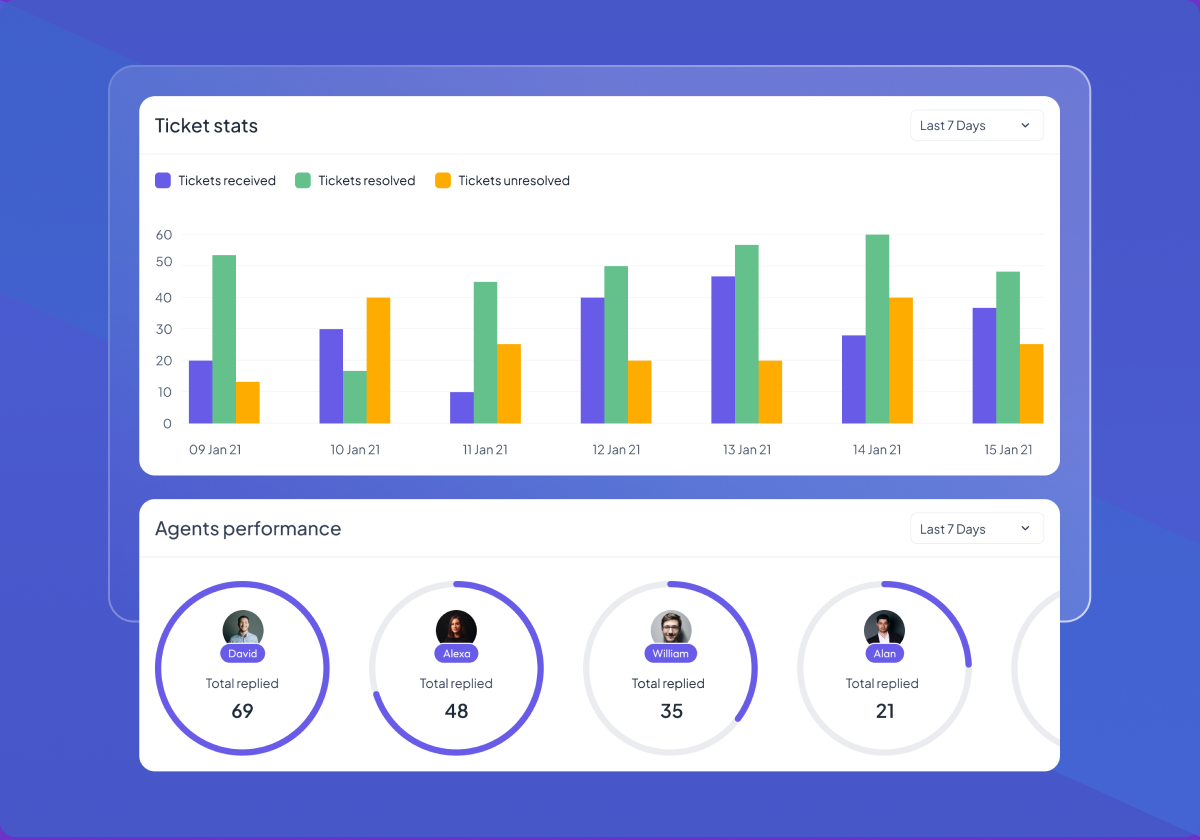 Ticket stats
Last 7 Days
Tickets received Tickets resolved Tickets unresolved
60
50
40
30
20
10
0
09 Jan 21 10 Jan 21 11 Jan 21 12 Jan 21 13 Jan 21 14 Jan 21 15 Jan 21
Agents performance
Last 7 Days
David
Total replied
69
Alexa
Total replied
48
William
Total replied
35
Alan
Total replied
21